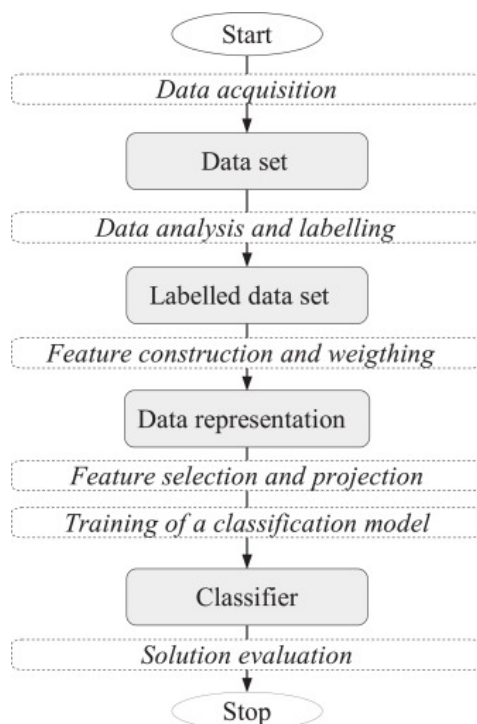 Start
Data acquisition
Data set
Data analysis and labelling
Labelled data set
Feature construction and weigthing
Data representation
Feature selection and projection
Training of a classification model
Classifier
Solution evaluation
Stop